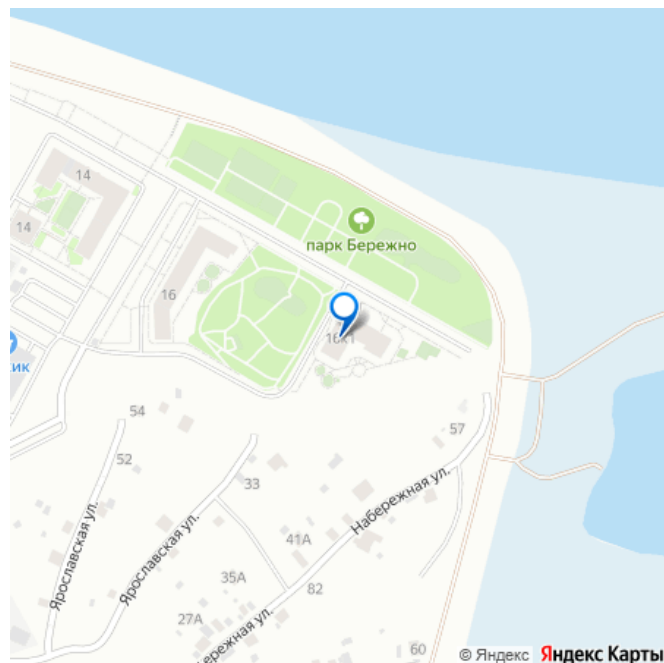 14
парк Бережно
14
16
16к1
ик
54
57
52
33
Набережная ул.
Ярославская ул.
Ярославская ул.
41А
35А
82
27А
бережная ул.
60
© Яндекс Яндекс Карты